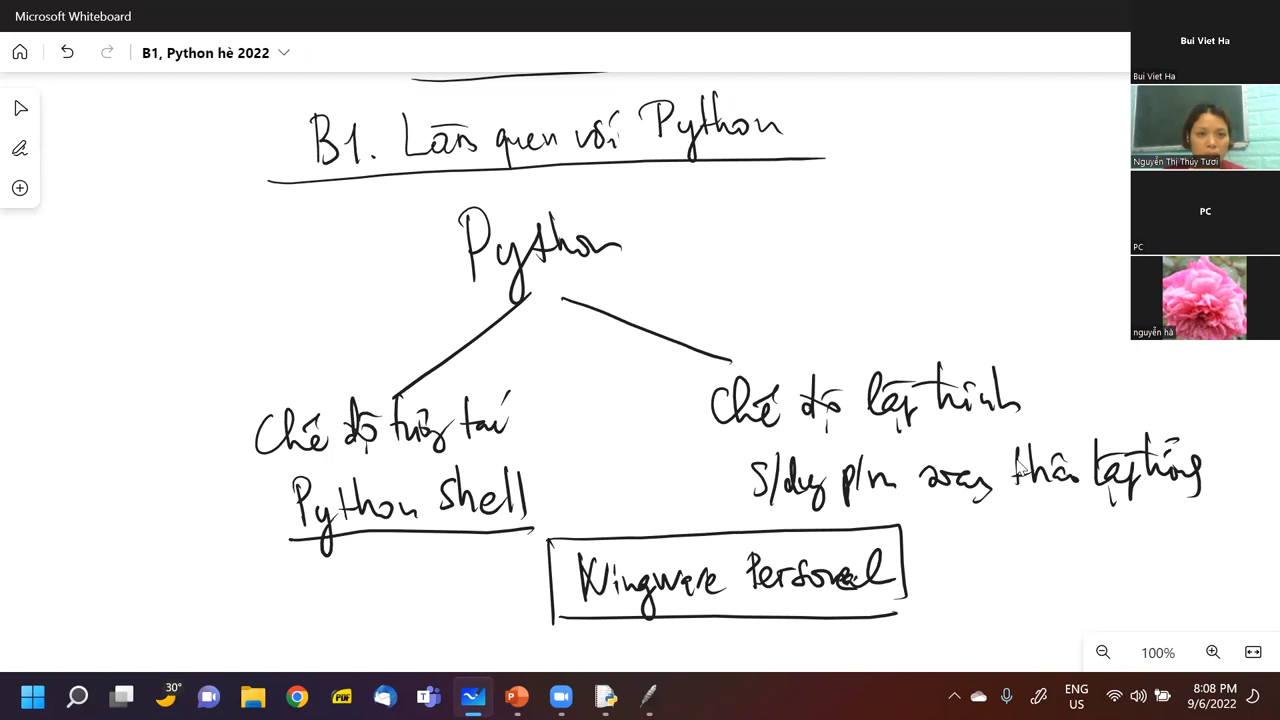 Microsoft Whiteboard
B1, Python hè 2022
Bui Viet Ha
Bui Viet Ha
Nguyễn Thị Thủy Tươi
PC
PC
nguyễn hà
B1. Làm quen với Python
Python
Chế độ tương tác
Chế độ lập trình
Python shell
S/dụng p/m soạn thảo lập trình
Wingware Personal
100%
30°
PDF
ENG
US
8:08 PM
9/6/2022